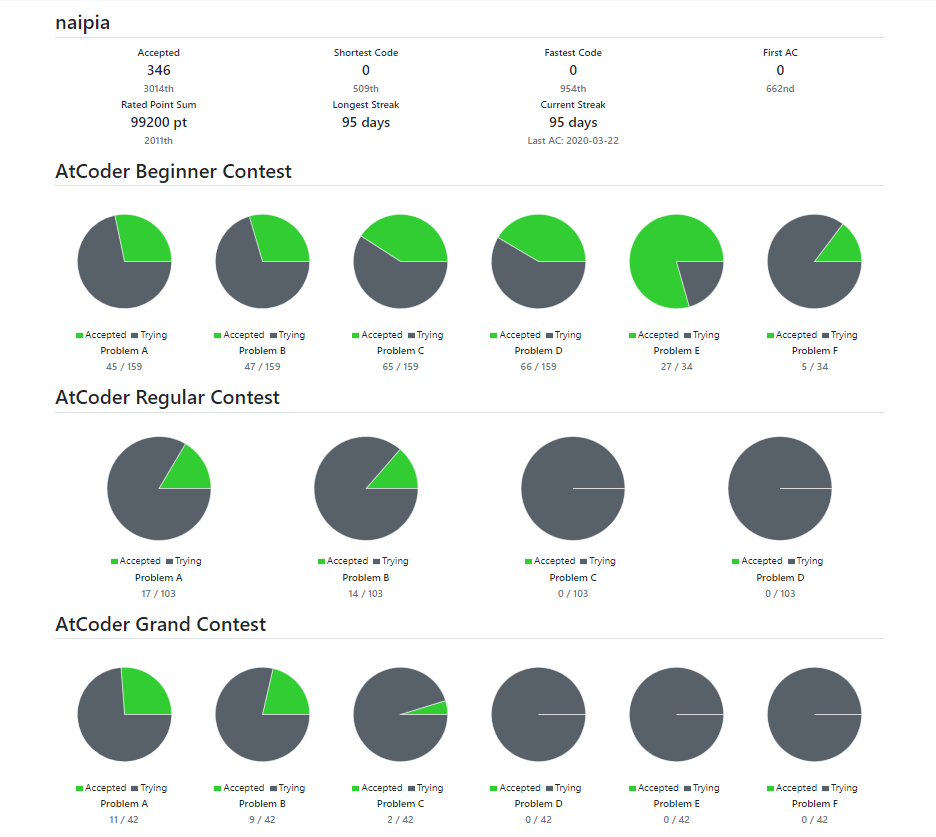 naipia
Accepted Shortest Code Fastest Code First AC
346 0 0 0
3014th 509th 954th 662nd
Rated Point Sum Longest Streak Current Streak
99200 pt 95 days 95 days
2011th Last AC: 2020-03-22
AtCoder Beginner Contest
Accepted Trying Accepted Trying Accepted Trying Accepted Trying Accepted Trying Accepted Trying
Problem A Problem B Problem C Problem D Problem E Problem F
45 / 159 47 / 159 65 / 159 66 / 159 27 / 34 5 / 34
AtCoder Regular Contest
Accepted Trying Accepted Trying Accepted Trying Accepted Trying
Problem A Problem B Problem C Problem D
17 / 103 14 / 103 0 / 103 0 / 103
AtCoder Grand Contest
Accepted Trying Accepted Trying Accepted Trying Accepted Trying Accepted Trying Accepted Trying
Problem A Problem B Problem C Problem D Problem E Problem F
11 / 42 9 / 42 2 / 42 0 / 42 0 / 42 0 / 42